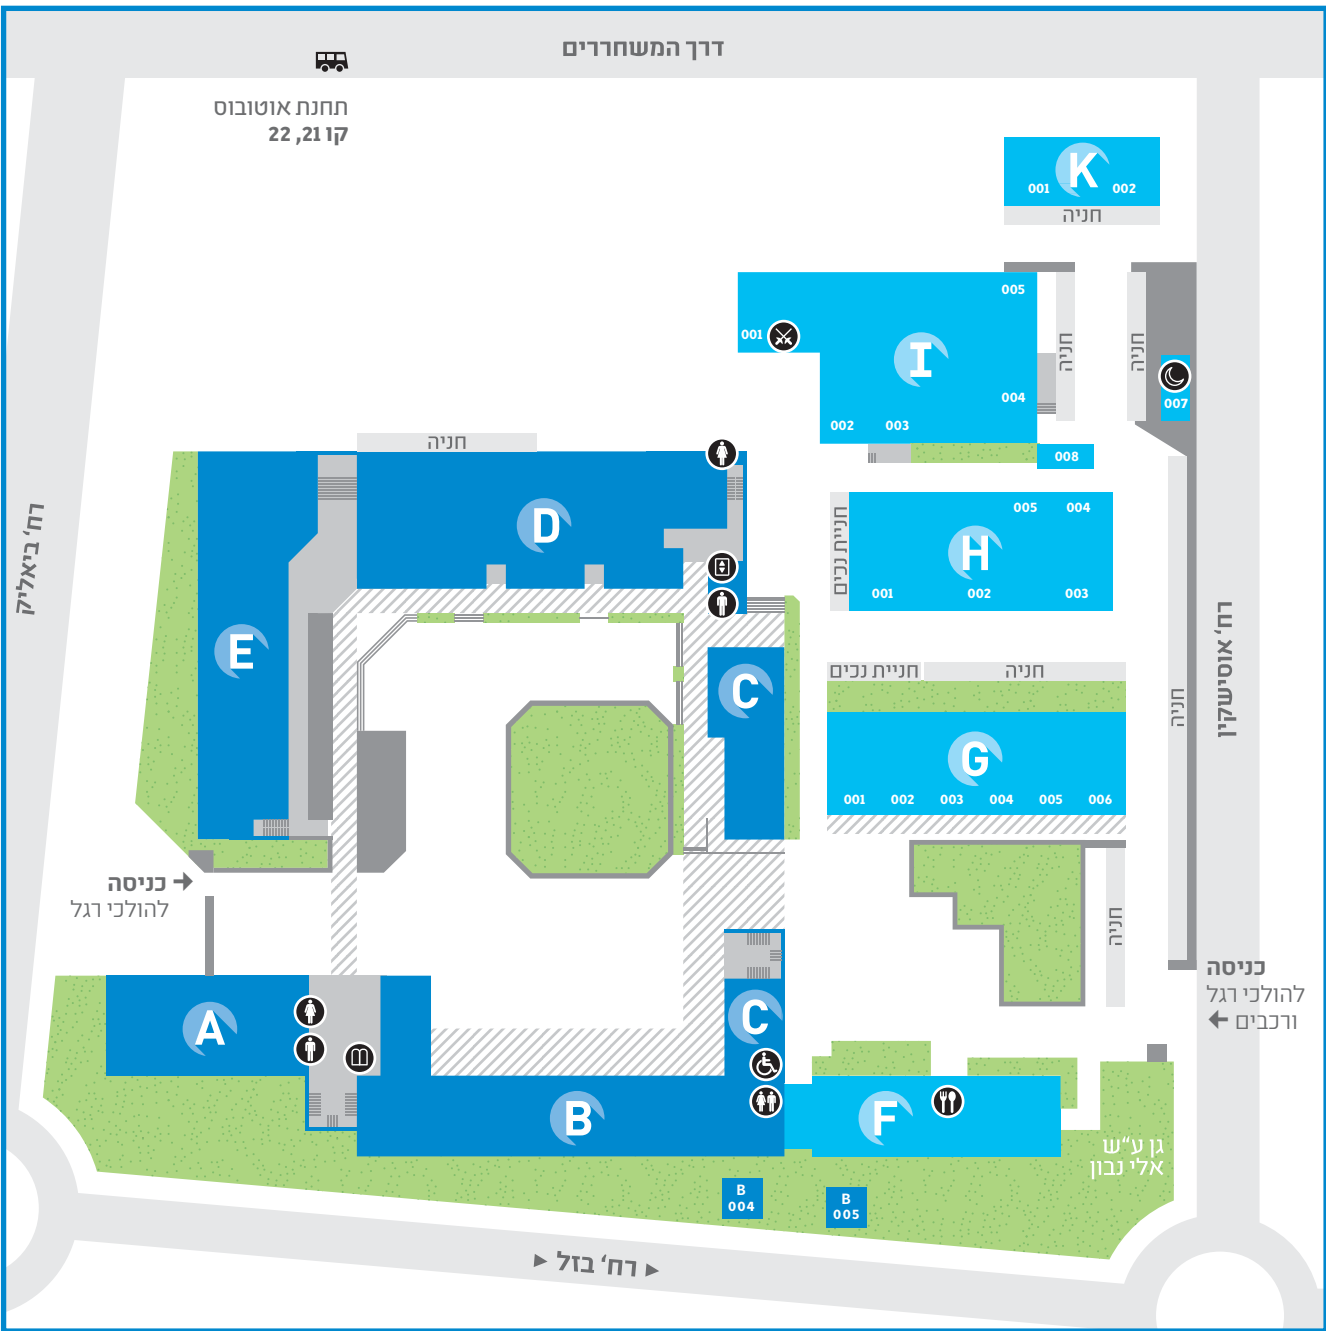 דרך המשחררים
תחנת אוטובוס
קו 21, 22
K
001
002
חניה
005
001
I
004
002
003
חניה
חניה
007
008
חניה
D
חניית נכים
005
004
H
001
002
003
רח' ביאליק
E
C
חניית נכים
חניה
G
001
002
003
004
005
006
חניה
רח' אוסישקין
כניסה
להולכי רגל
חניה
כניסה
להולכי רגל
ורכבים
A
C
B
F
גן ע"ש
אלי נבון
B
004
B
005
רח' בזל